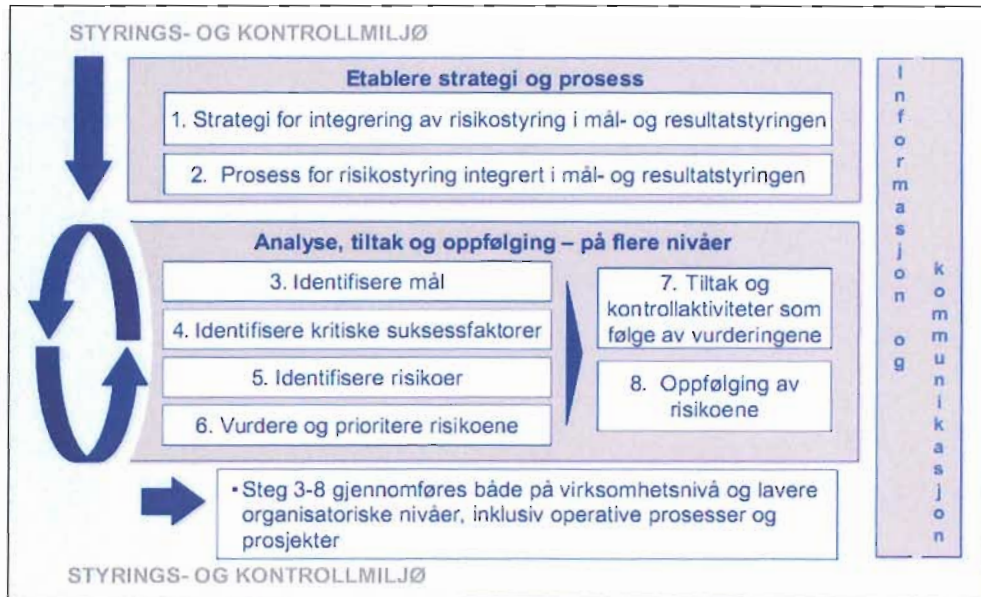 STYRINGS- OG KONTROLLMILJØ
Etablere strategi og prosess
1. Strategi for integrering av risikostyring i mål- og resultatstyringen
2. Prosess for risikostyring integrert i mål- og resultatstyringen
Analyse, tiltak og oppfølging – på flere nivåer
3. Identifisere mål
4. Identifisere kritiske suksessfaktorer
5. Identifisere risikoer
6. Vurdere og prioritere risikoene
7. Tiltak og
kontrollaktiviteter som
følge av vurderingene
8. Oppfølging av
risikoene
•Steg 3-8 gjennomføres både på virksomhetsnivå og lavere
organisatoriske nivåer, inklusiv operative prosesser og
prosjekter
STYRINGS- OG KONTROLLMILJØ
Informasjon og
kommunikasjon